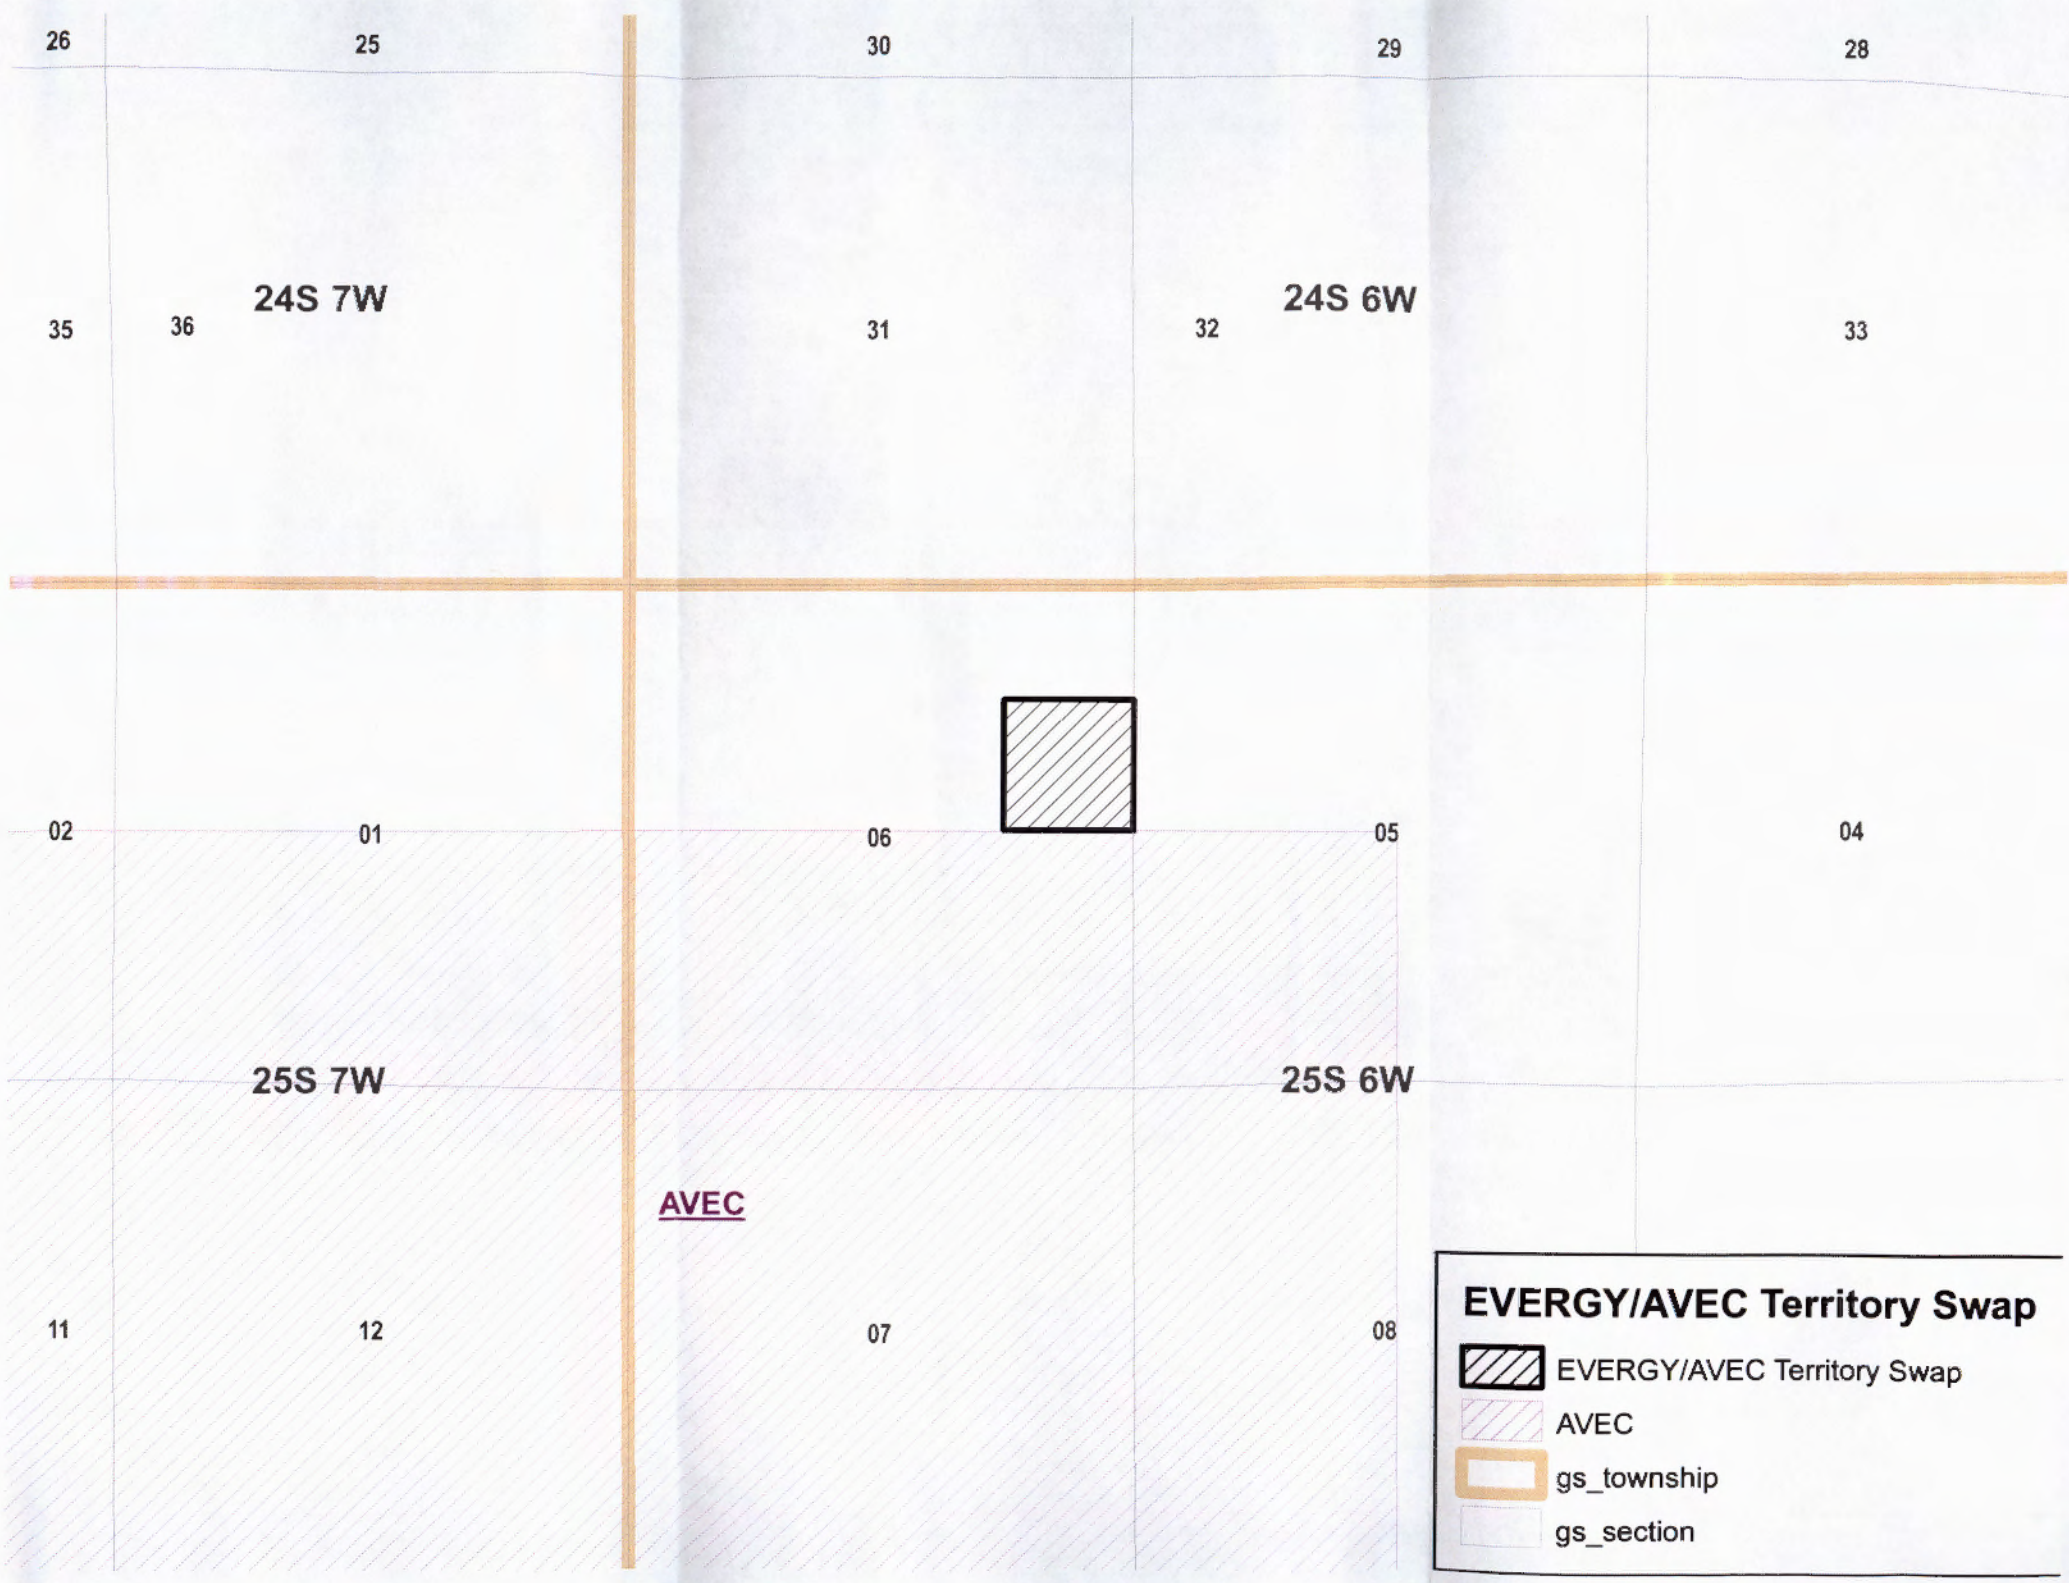 26 25 30 29 28
24S 7W 24S 6W
35 36 31 32 33
02 01 06 05 04
25S 7W 25S 6W
AVEC
11 12 07 08
EVERGY/AVEC Territory Swap
EVERGY/AVEC Territory Swap
AVEC
gs_township
gs_section